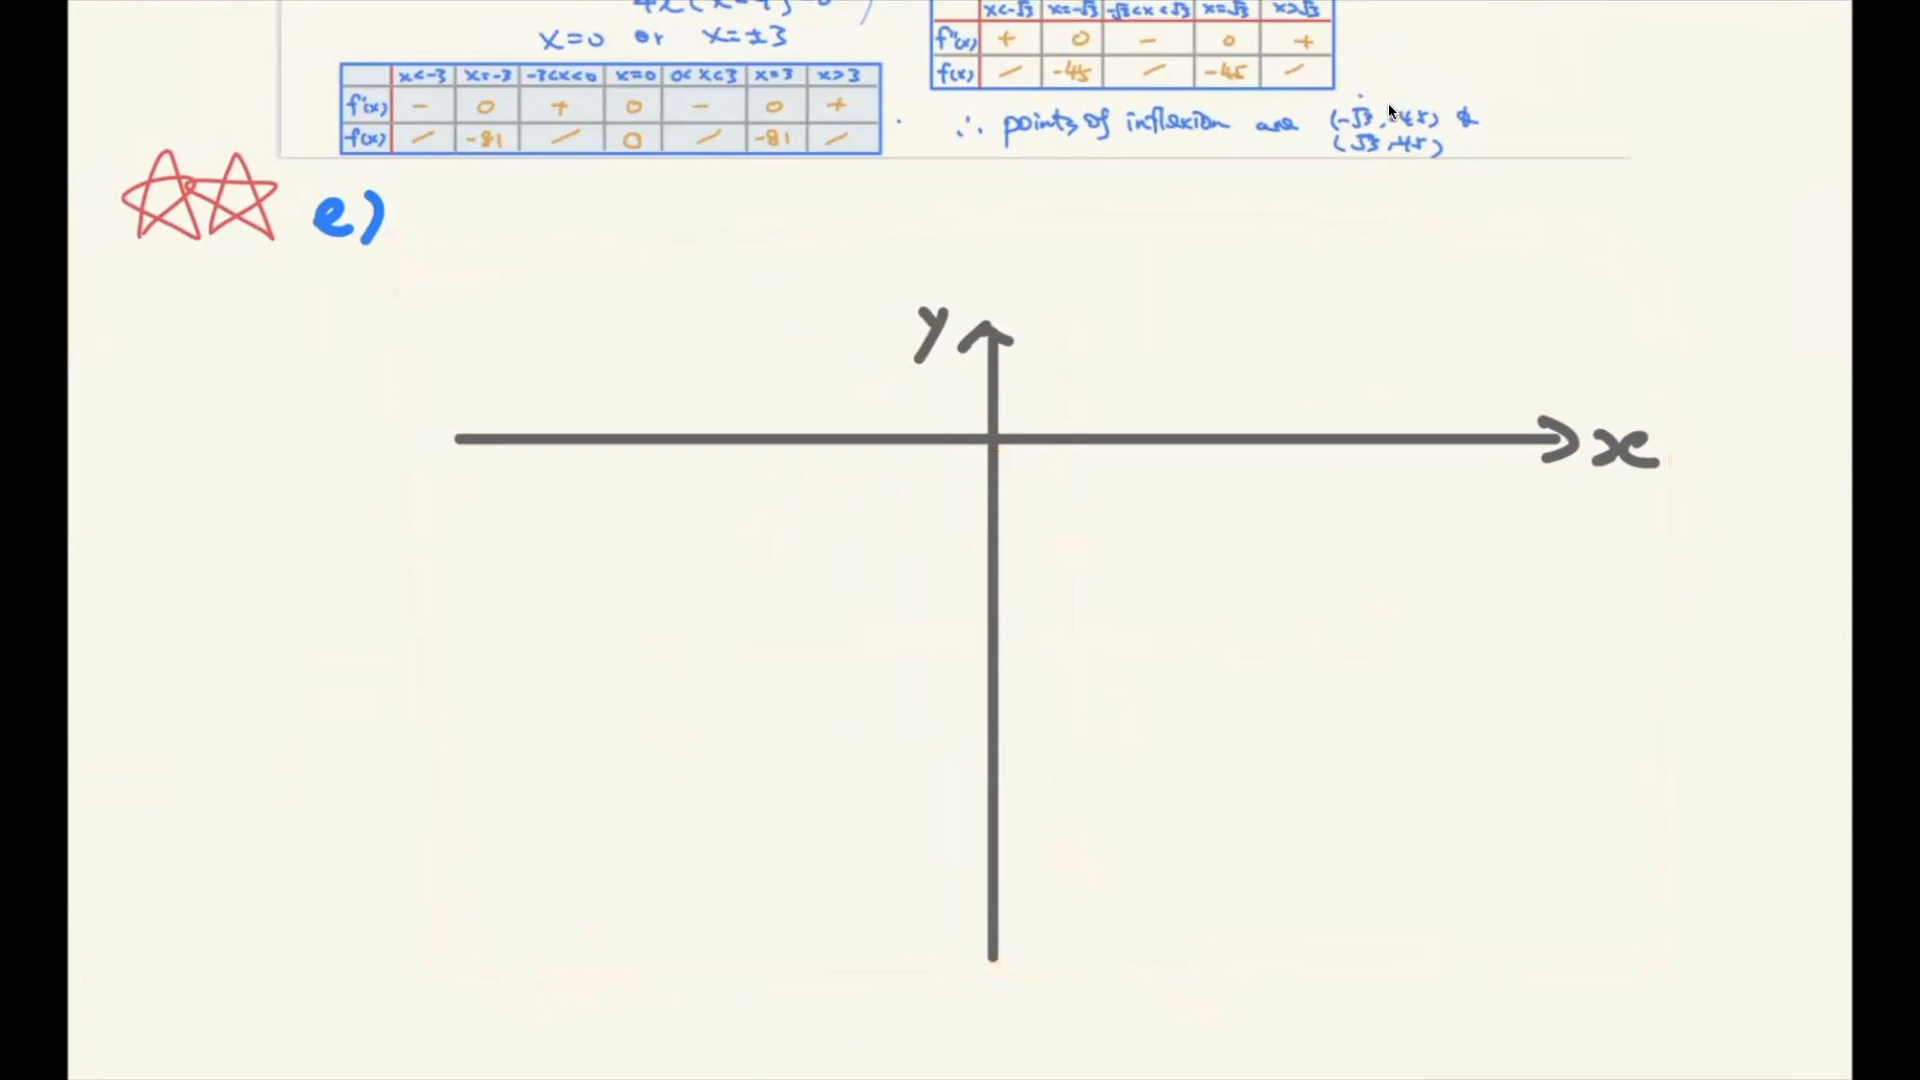 x=0 or x=±3
x<-3 x=-3 -3<x<0 x=0 0<x<3 x=3 x>3
f'(x) - 0 + 0 - 0 +
f(x) -81 0 -81
x<-√3 x=-√3 -√3<x<√3 x=√3 x>√3
f''(x) + 0 - 0 +
f(x) -45 -45
∴ points of inflexion are (-√3, -45) &
(√3, -45)
e)
y
x